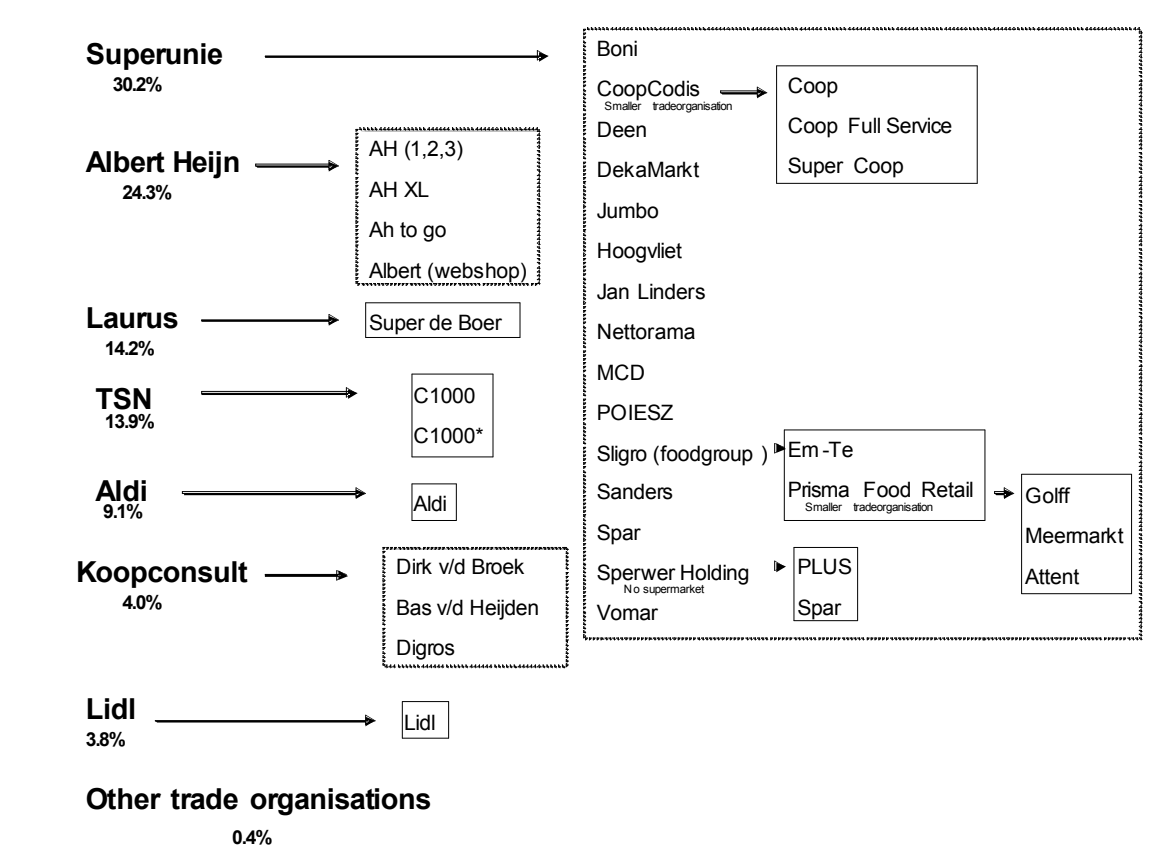 Superunie
30.2%
Albert Heijn
24.3%
AH (1,2,3)
AH XL
Ah to go
Albert (webshop)
Laurus
14.2%
Super de Boer
TSN
13.9%
C1000
C1000*
Aldi
9.1%
Aldi
Koopconsult
4.0%
Dirk v/d Broek
Bas v/d Heijden
Digros
Lidl
3.8%
Lidl
Other trade organisations
0.4%
Boni
CoopCodis
Smaller tradeorganisation
Coop
Coop Full Service
Super Coop
Deen
DekaMarkt
Jumbo
Hoogvliet
Jan Linders
Nettorama
MCD
POIESZ
Sligro (foodgroup )
Em -Te
Prisma Food Retail
Smaller tradeorganisation
Golff
Meermarkt
Attent
Sanders
Spar
Sperwer Holding
No supermarket
PLUS
Spar
Vomar